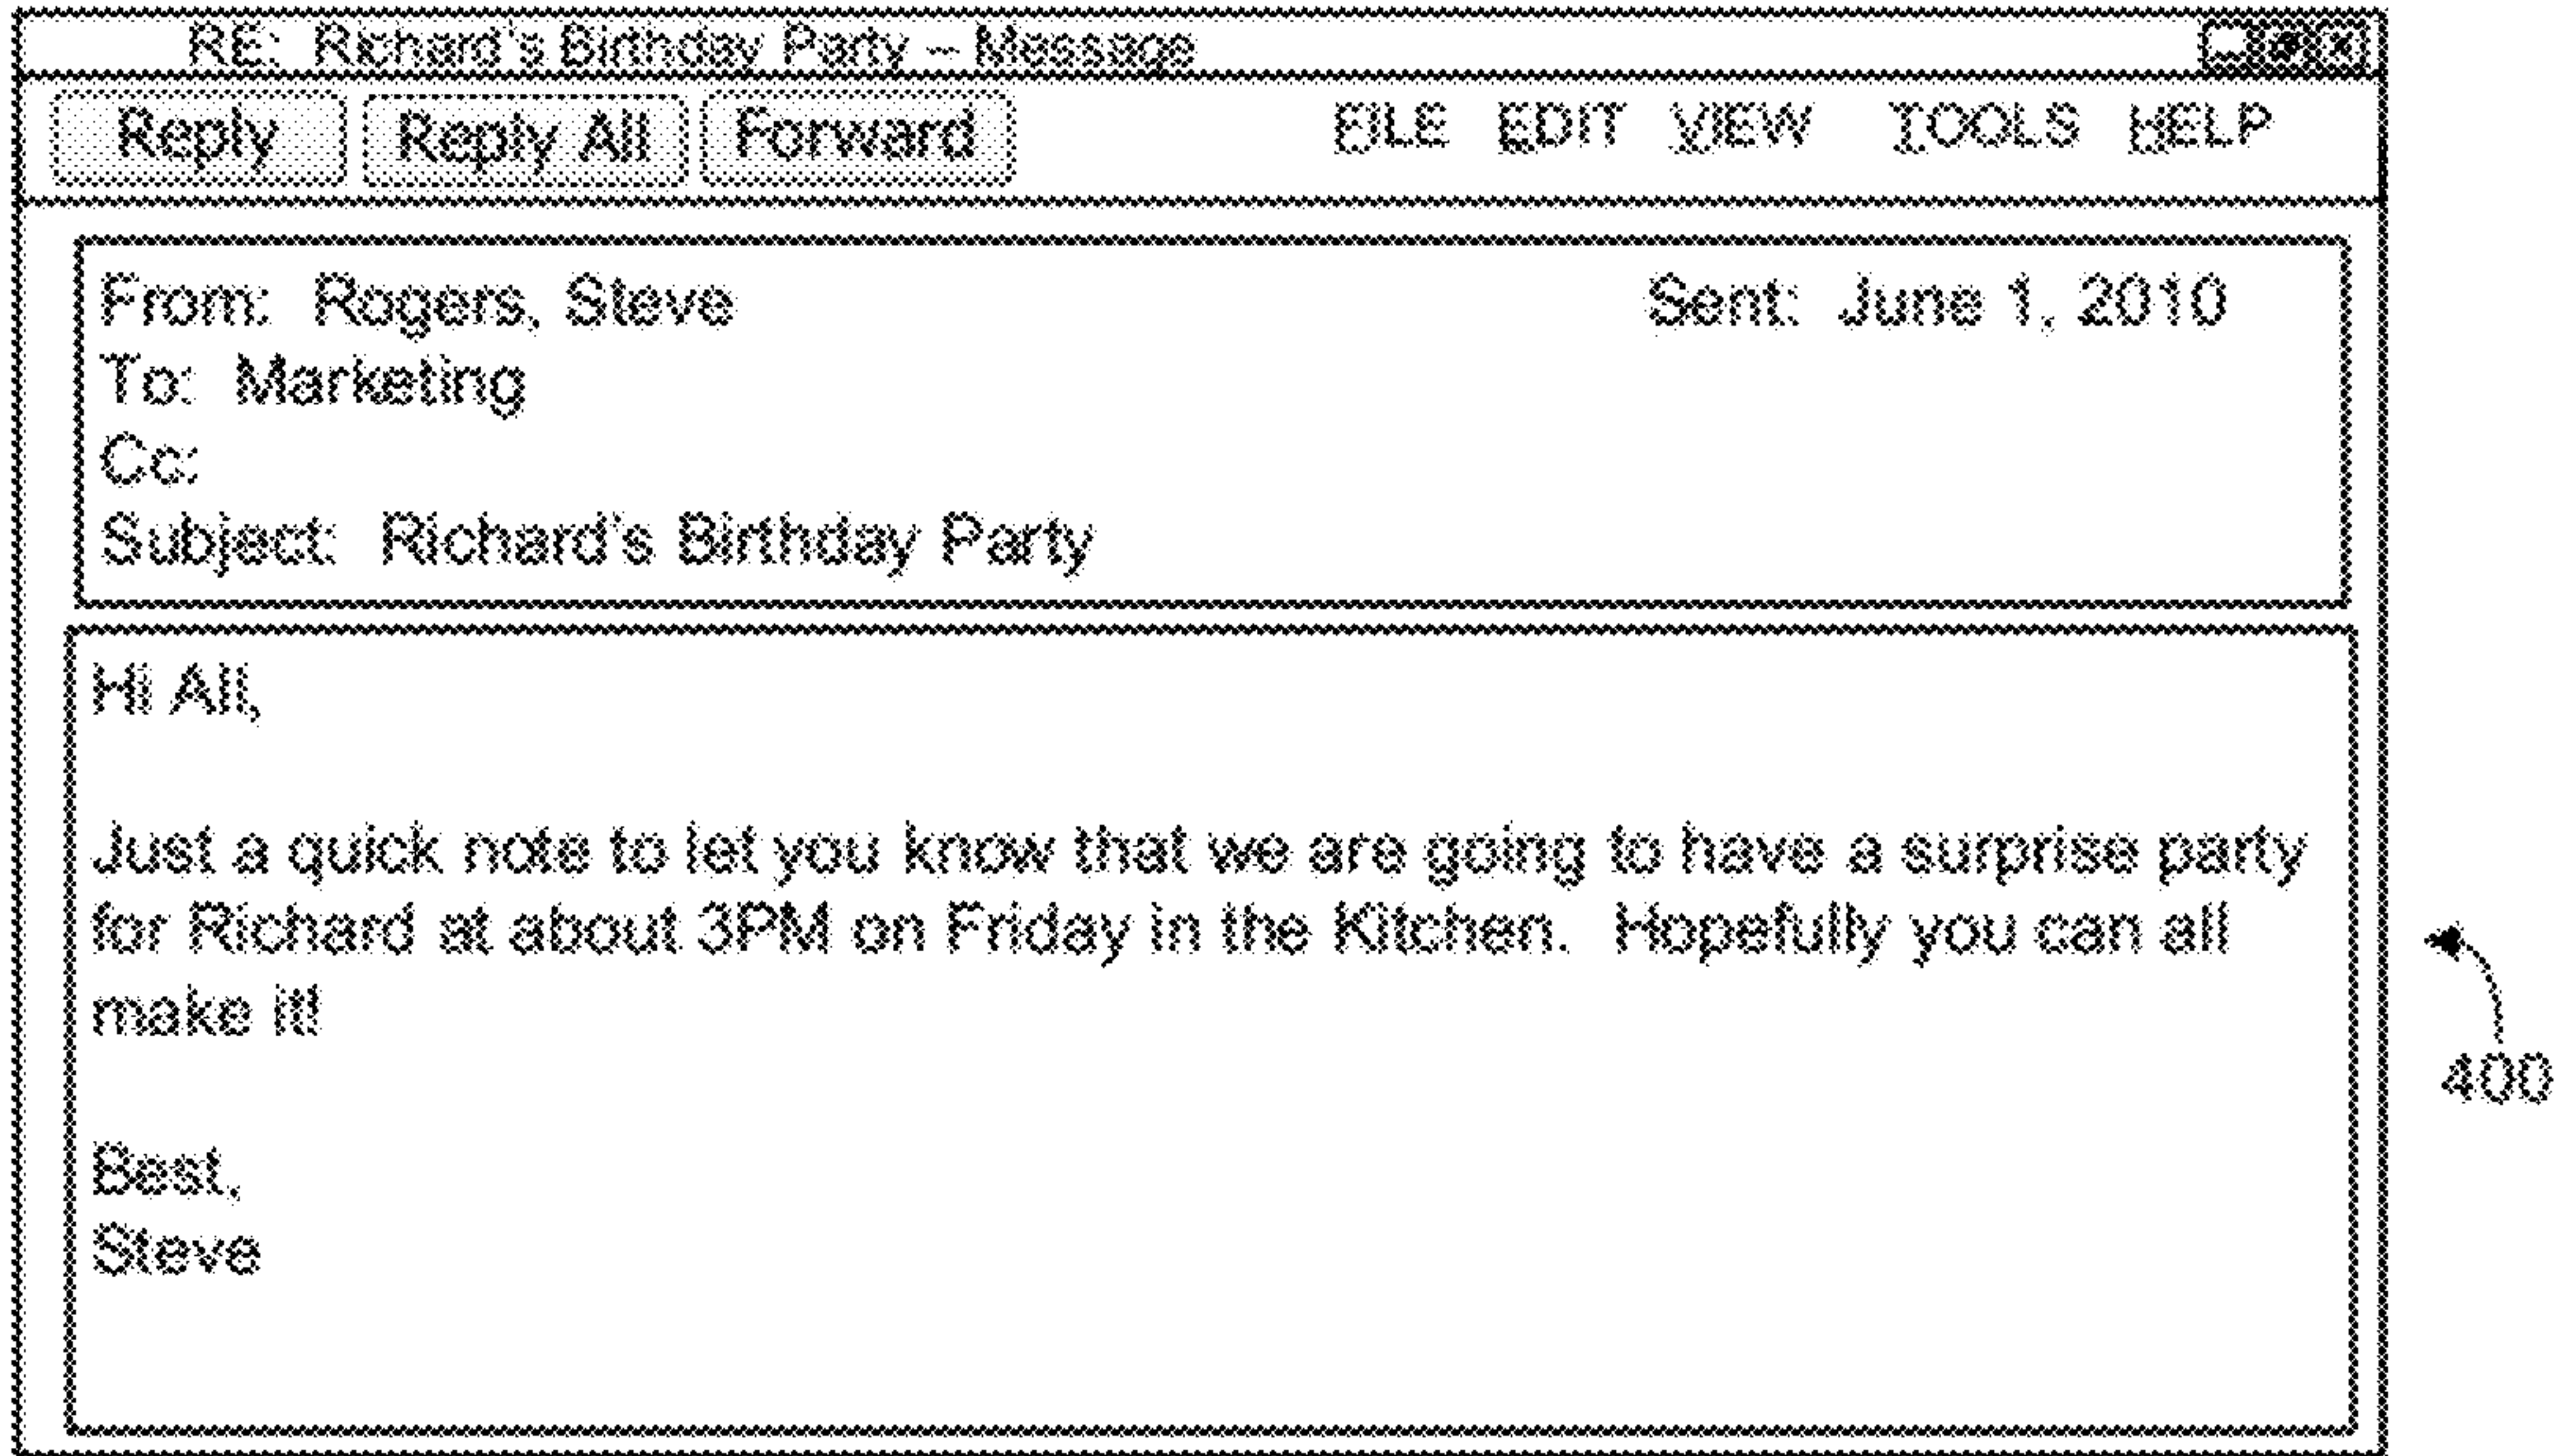 RE: Richard's Birthday Party – Message
Reply Reply All Forward FILE EDIT VIEW TOOLS HELP
From: Rogers, Steve Sent: June 1, 2010
To: Marketing
Cc:
Subject: Richard's Birthday Party
Hi All,
Just a quick note to let you know that we are going to have a surprise party
for Richard at about 3PM on Friday in the Kitchen. Hopefully you can all
make it!
400
Best,
Steve